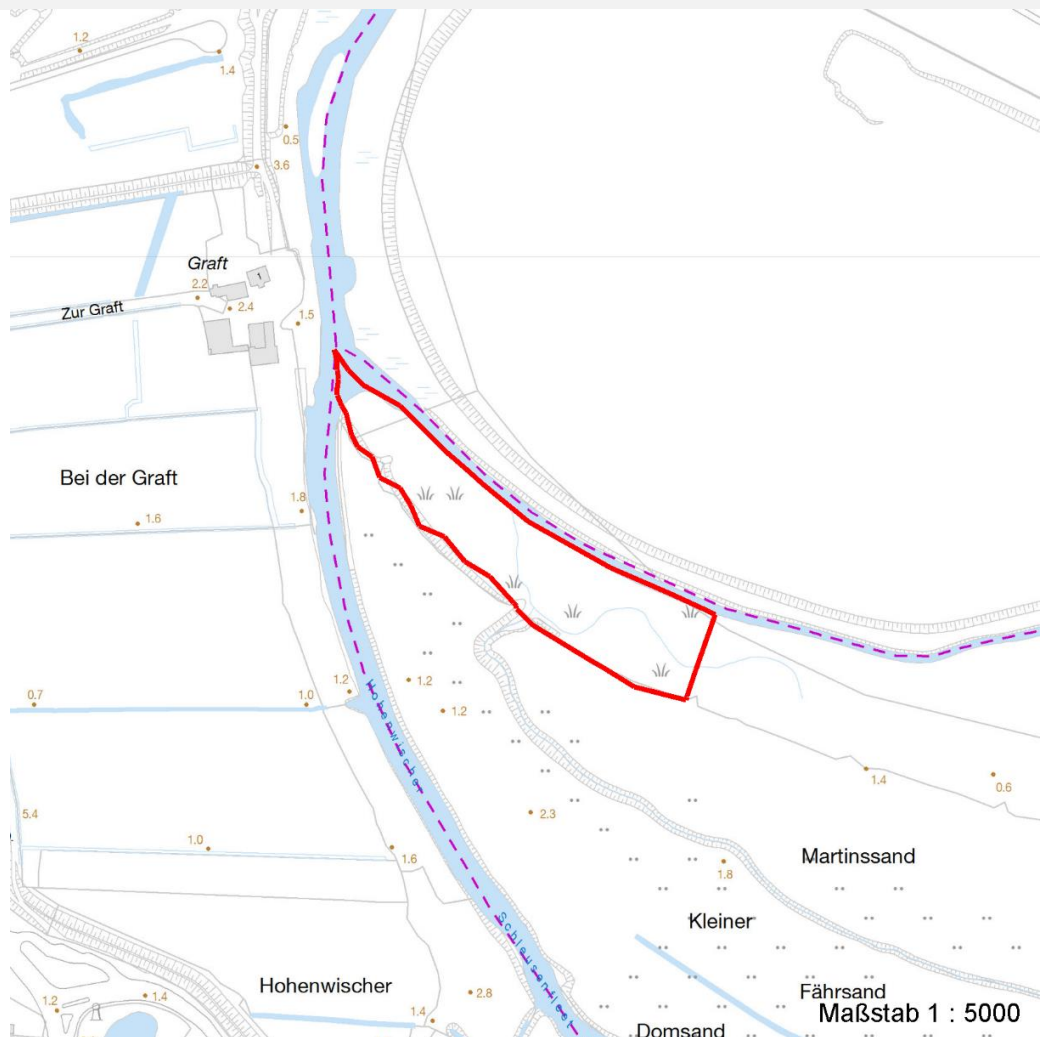 1.2
1.4
0.5
3.6
Graft
1
2.2
2.4
Zur Graft
1.5
Bei der Graft
1.8
1.6
1.2
1.2
0.7
1.0
1.2
Hohenwischer
1.4
0.6
5.4
2.3
1.0
1.6
Martinssand
1.8
Kleiner
Schleusenfleet
Hohenwischer
2.8
Fährsand
1.4
1.2
Maßstab 1 : 5000
1.4
Domsand